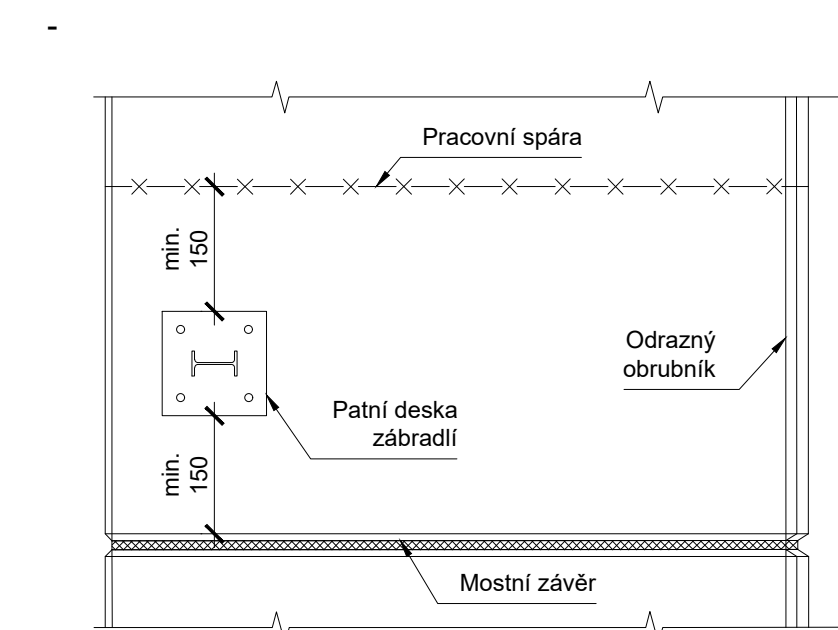 -
Pracovní spára
min.
150
Odrazný
obrubník
Patní deska
zábradlí
min.
150
Mostní závěr